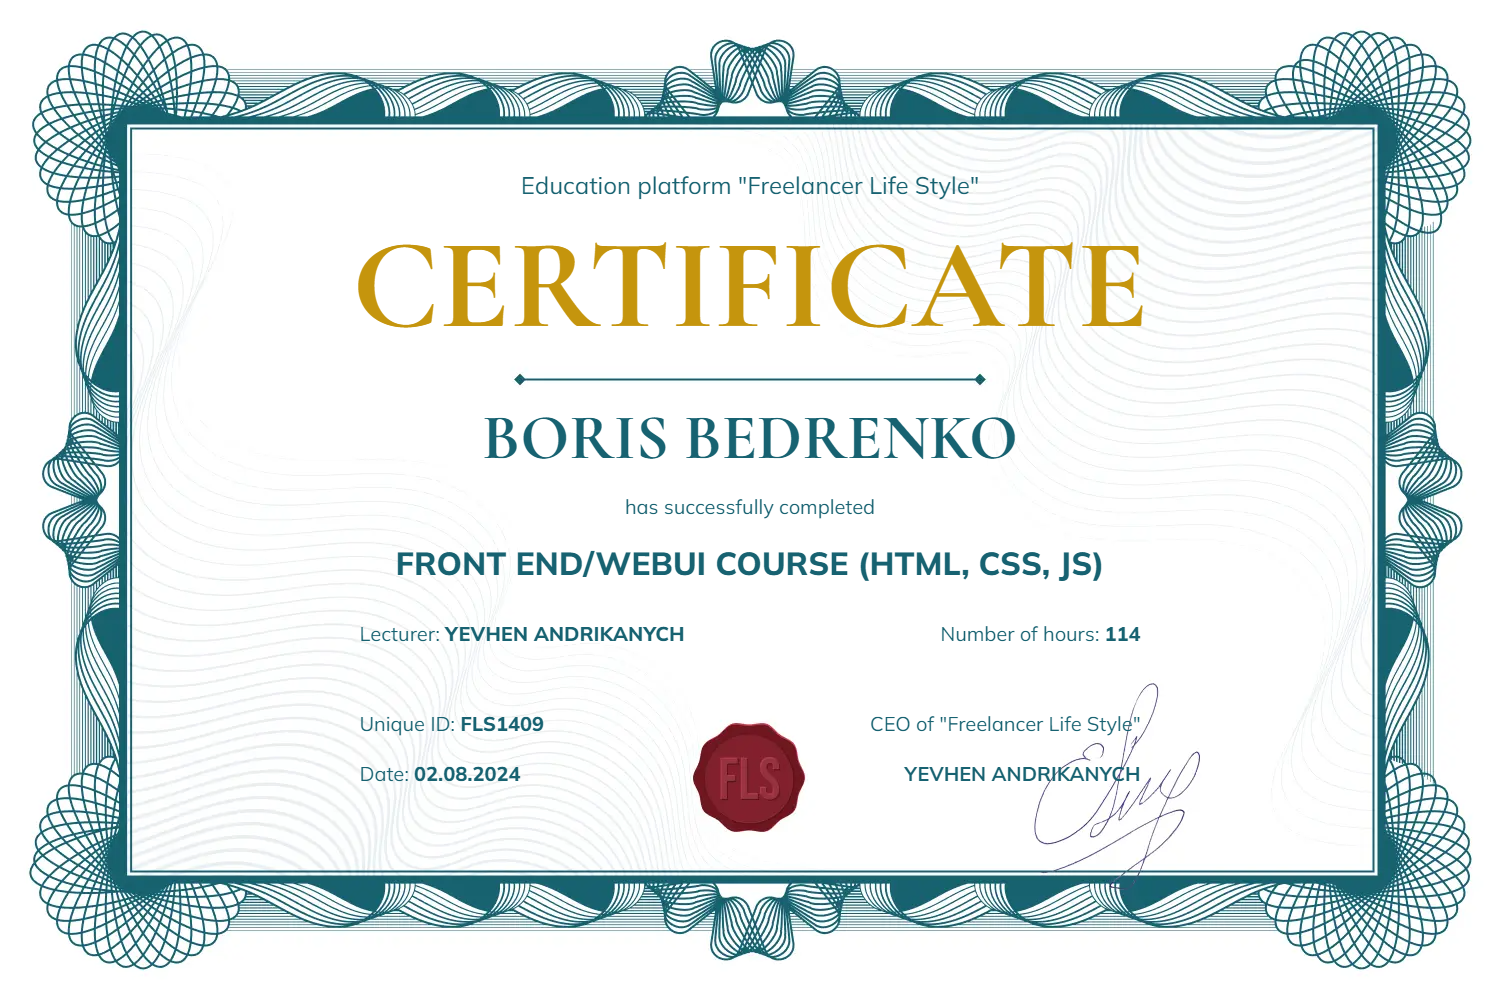 Education platform "Freelancer Life Style"
CERTIFICATE
BORIS BEDRENKO
has successfully completed
FRONT END/WEBUI COURSE (HTML, CSS, JS)
Lecturer: YEVHEN ANDRIKANYCH
Number of hours: 114
Unique ID: FLS1409
CEO of "Freelancer Life Style"
Date: 02.08.2024
FLS
YEVHEN ANDRIKANYCH